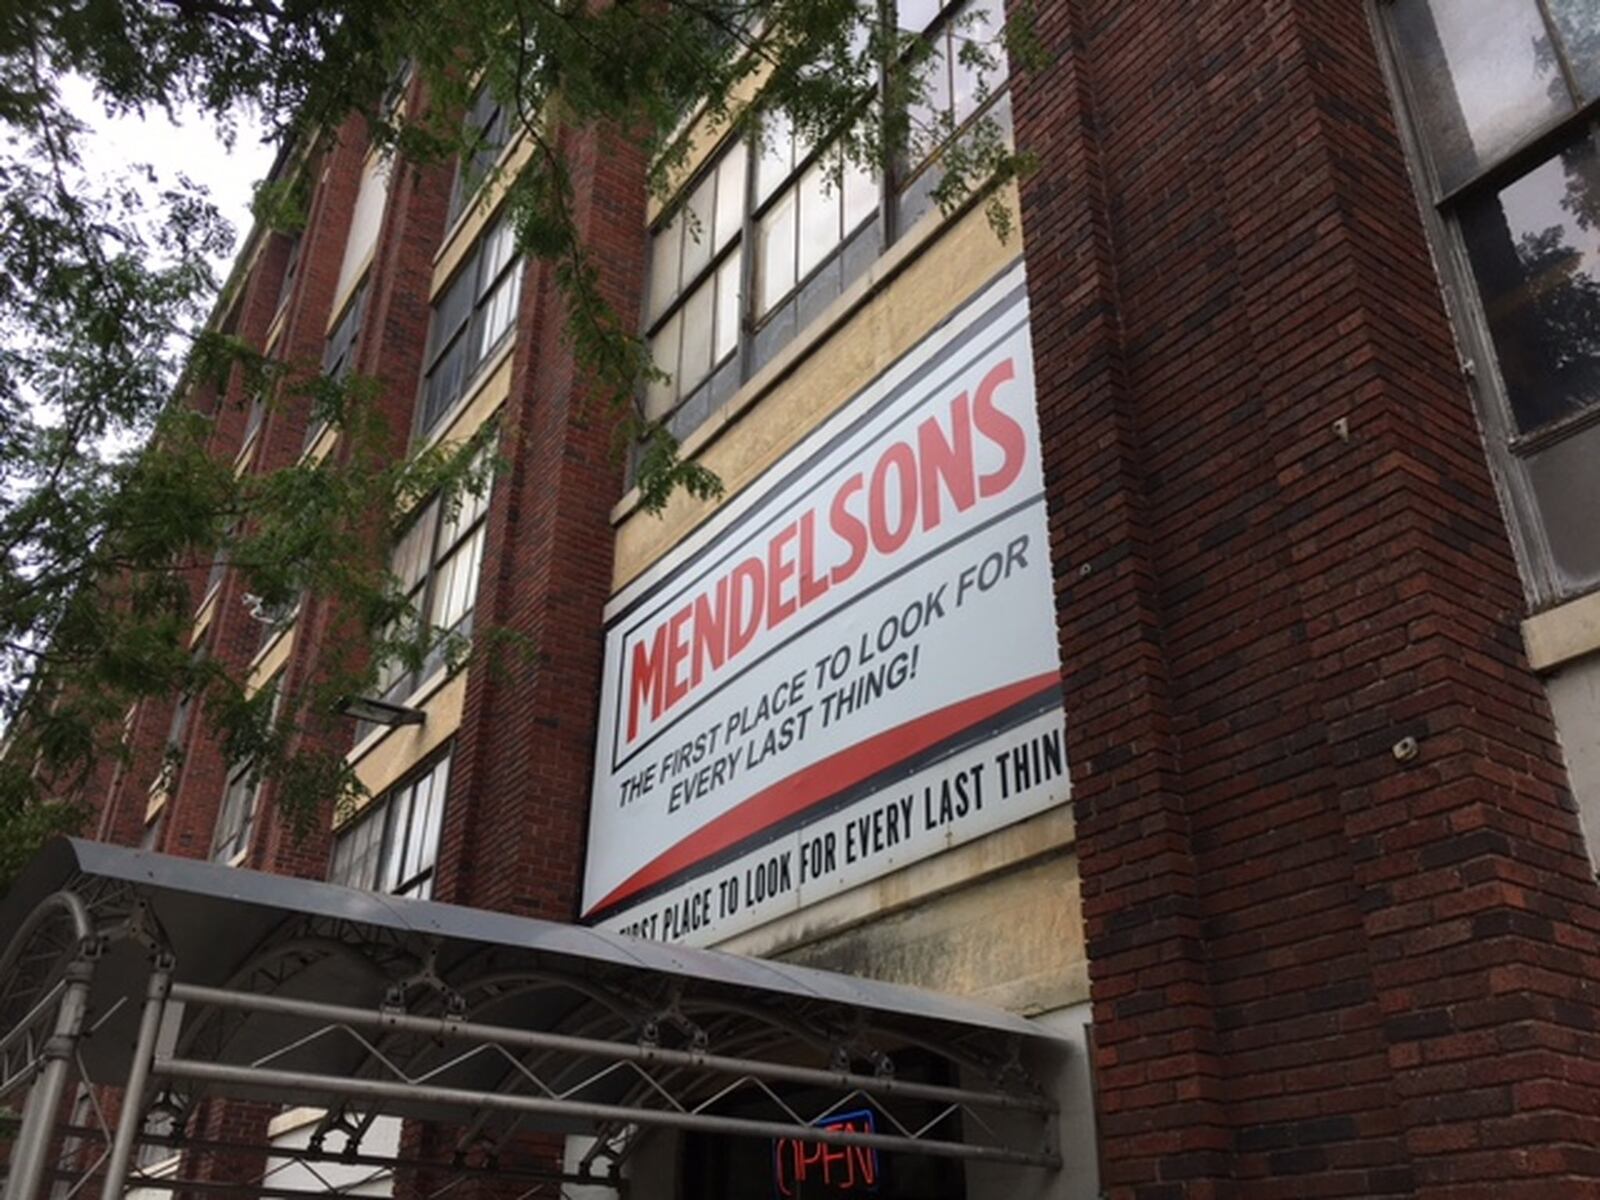 MENDELSONS
THE FIRST PLACE TO LOOK FOR
EVERY LAST THING!
FIRST PLACE TO LOOK FOR EVERY LAST THIN
OPEN